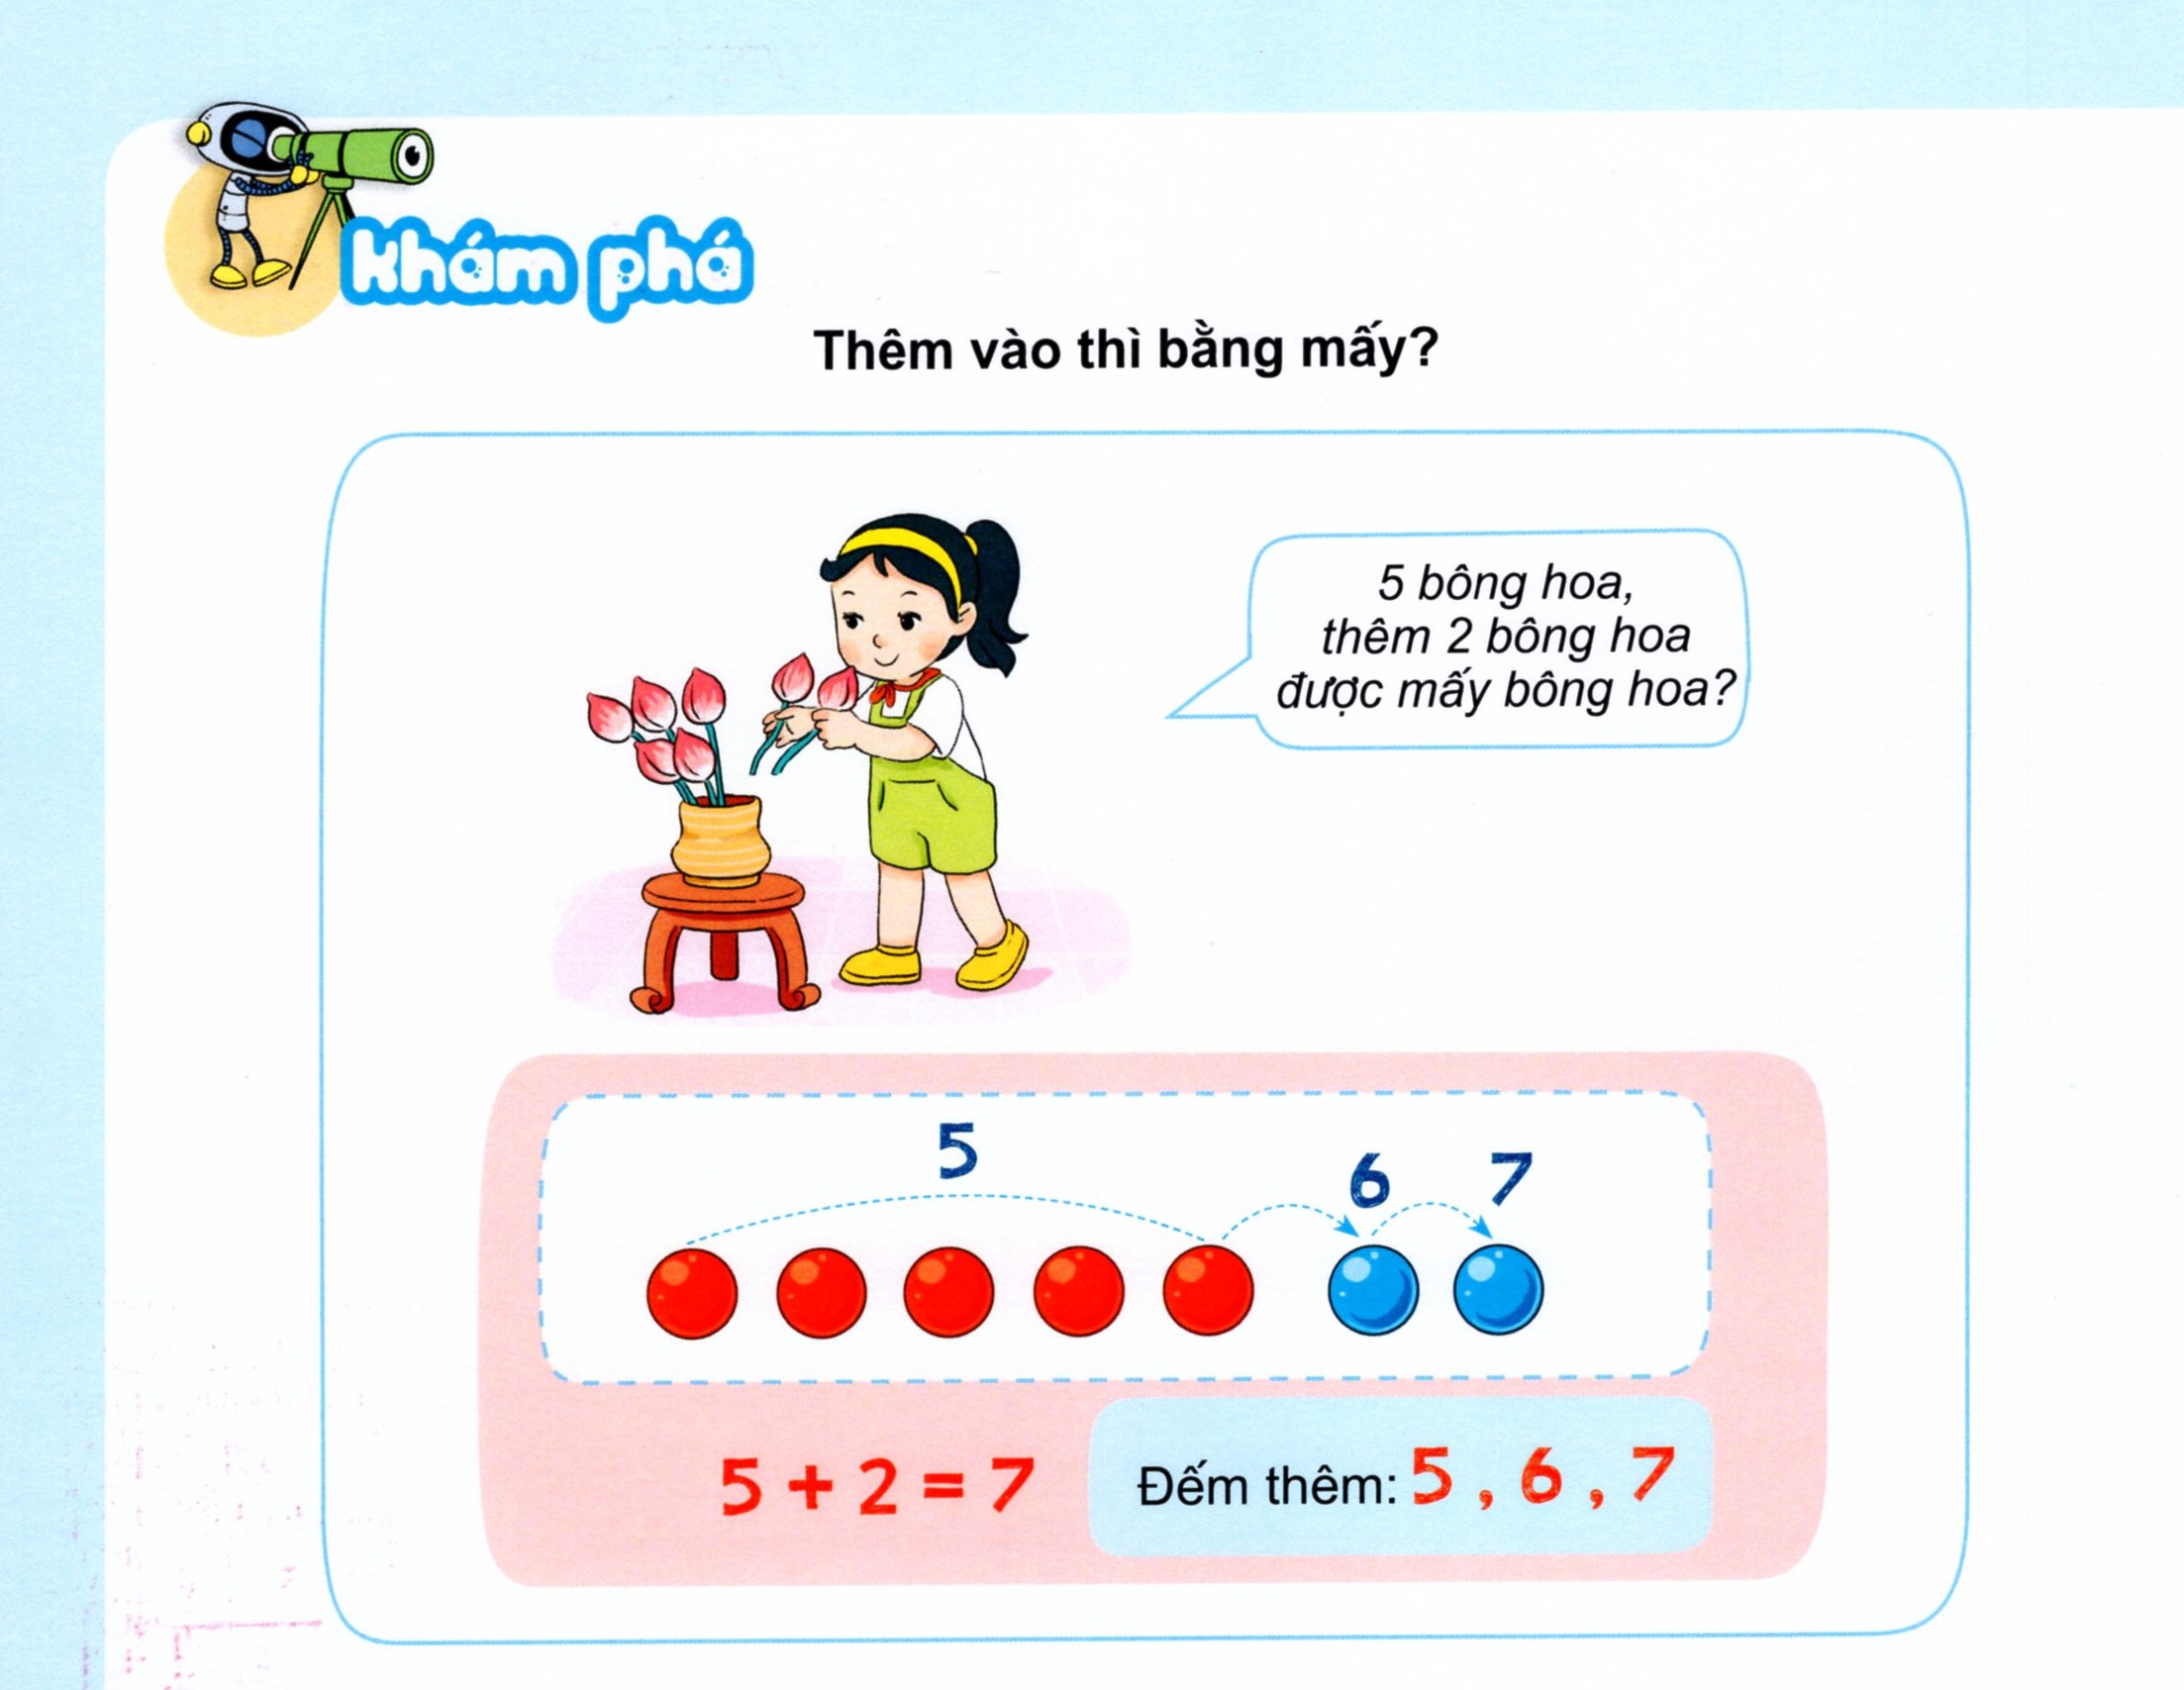 Khám phá
Thêm vào thì bằng mấy?
5 bông hoa,
thêm 2 bông hoa
được mấy bông hoa?
5
6 7
5 + 2 = 7
Đếm thêm: 5 , 6 , 7